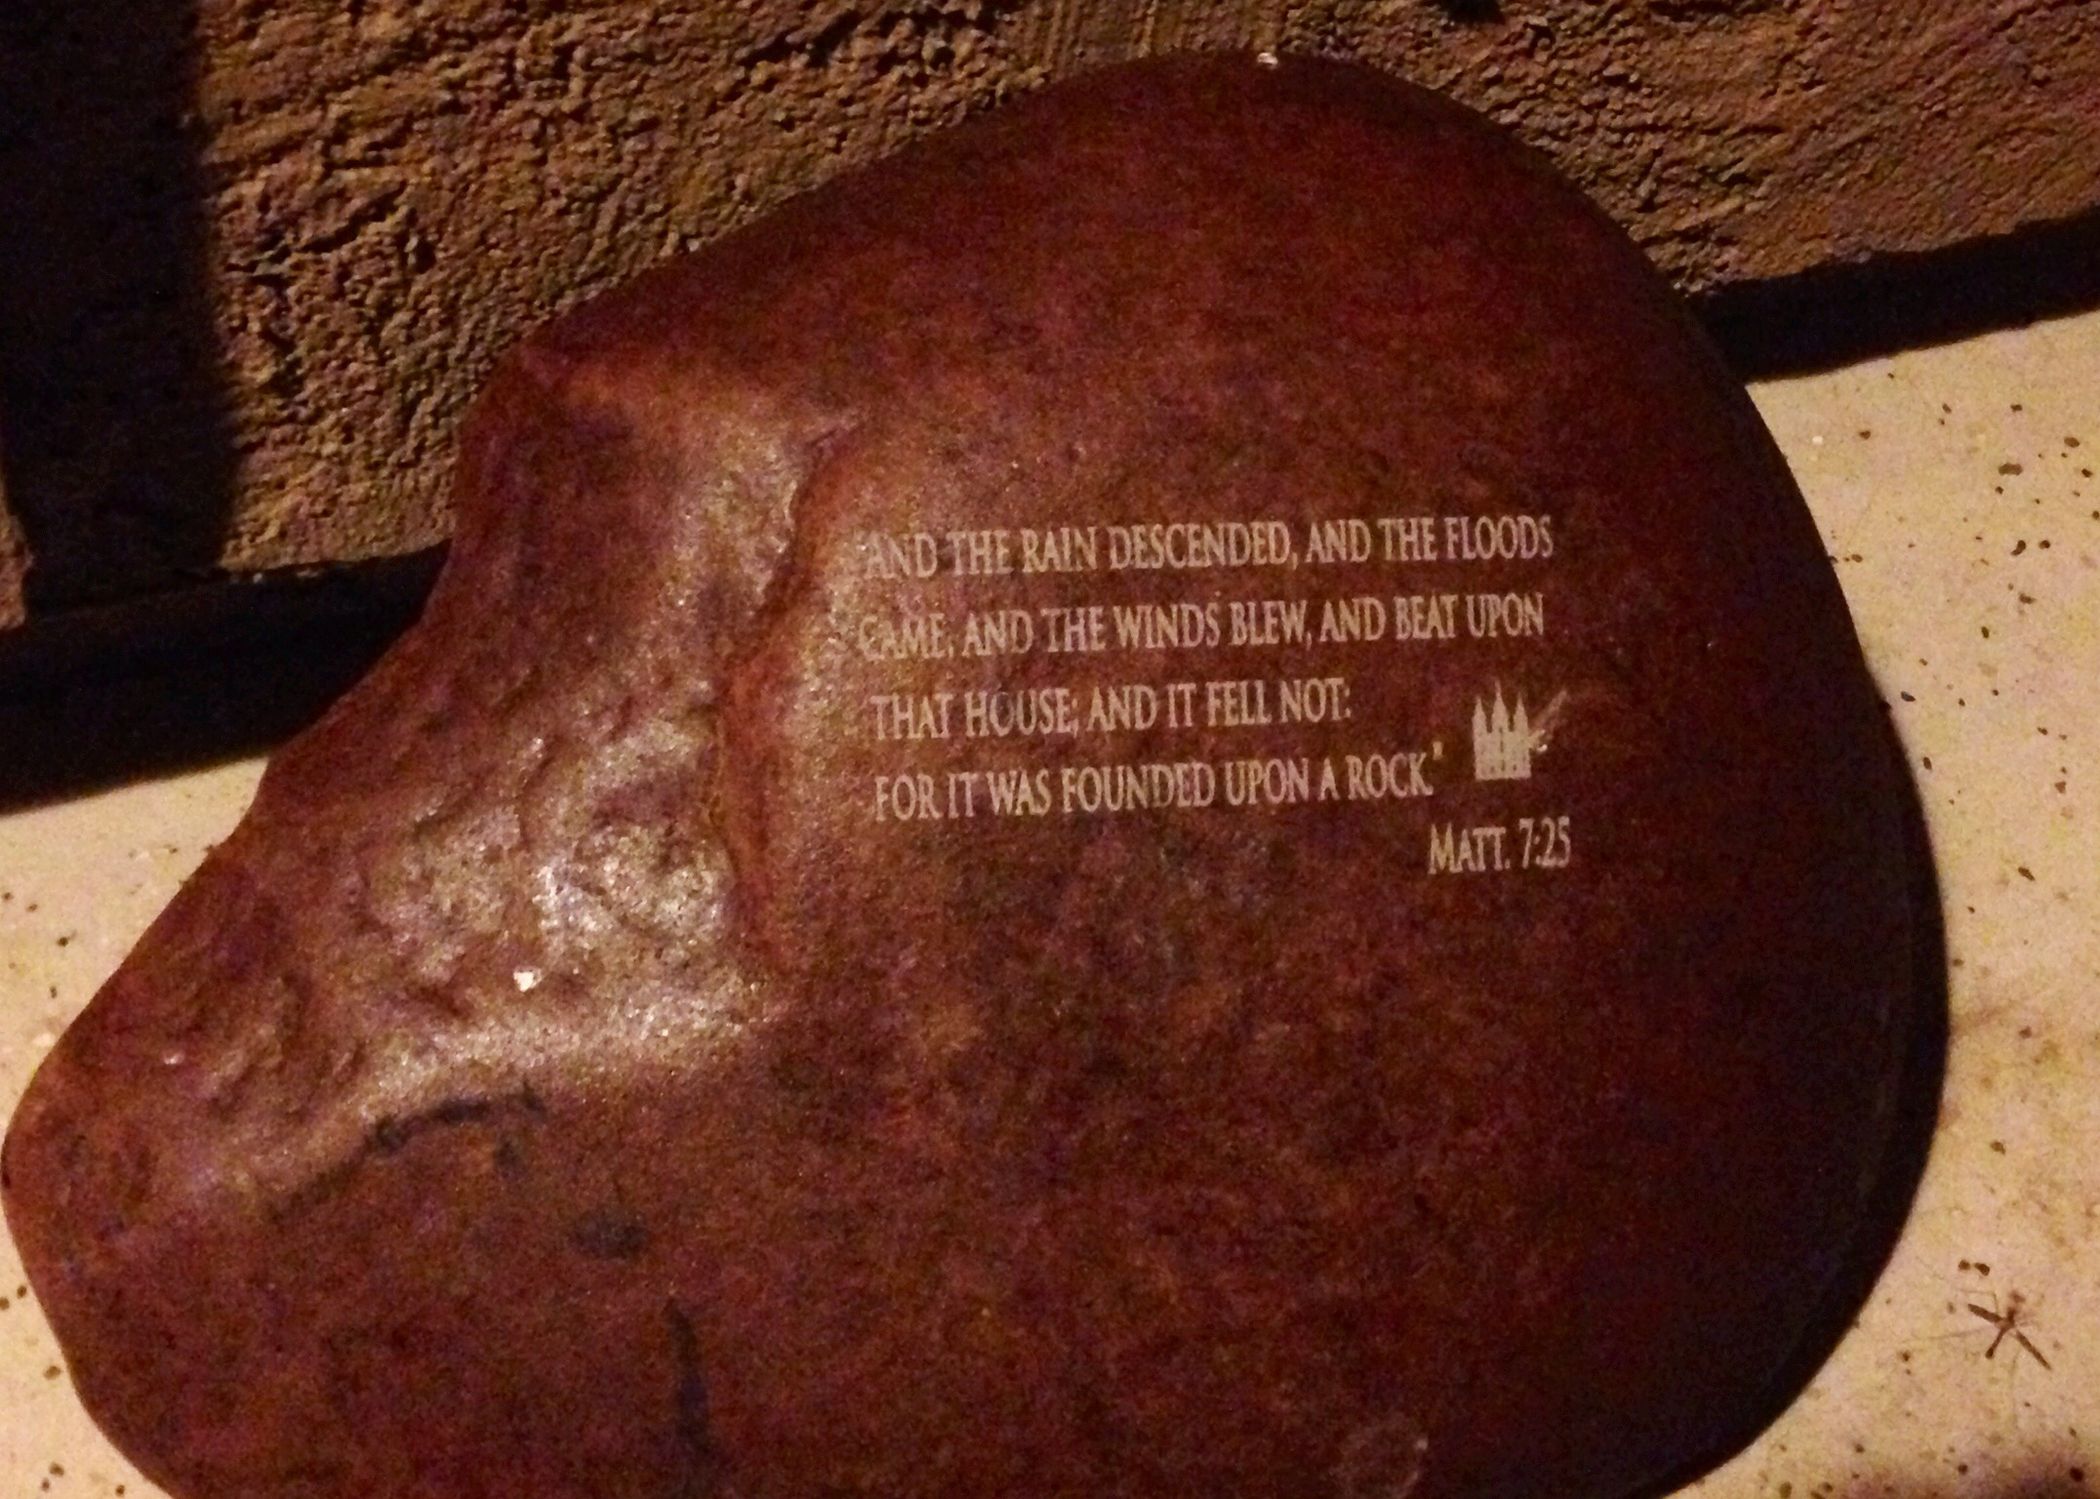 "AND THE RAIN DESCENDED, AND THE FLOODS
CAME, AND THE WINDS BLEW, AND BEAT UPON
THAT HOUSE; AND IT FELL NOT:
FOR IT WAS FOUNDED UPON A ROCK."
MATT. 7:25